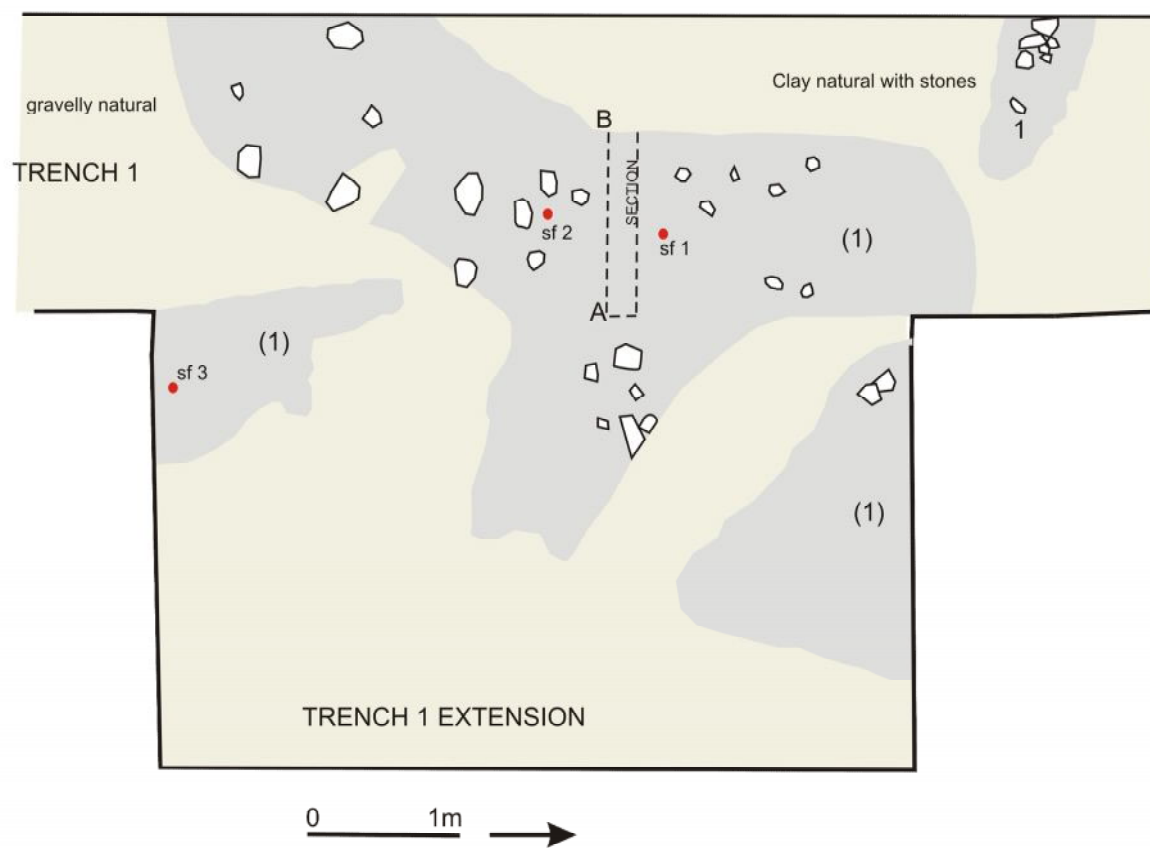 Clay natural with stones
gravelly natural
B
1
TRENCH 1
SECTION
sf 2
sf 1
(1)
A
(1)
sf 3
(1)
TRENCH 1 EXTENSION
0 1m